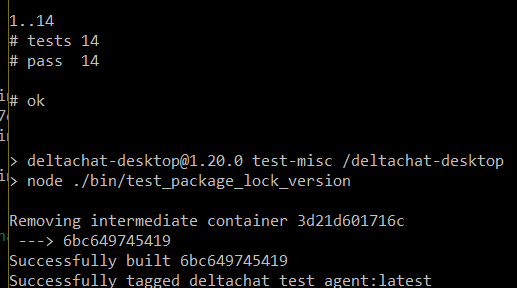 1..14
# tests 14
# pass  14
# ok
> deltachat-desktop@1.20.0 test-misc /deltachat-desktop
> node ./bin/test_package_lock_version
Removing intermediate container 3d21d601716c
 ---> 6bc649745419
Successfully built 6bc649745419
Successfully tagged deltachat_test_agent:latest